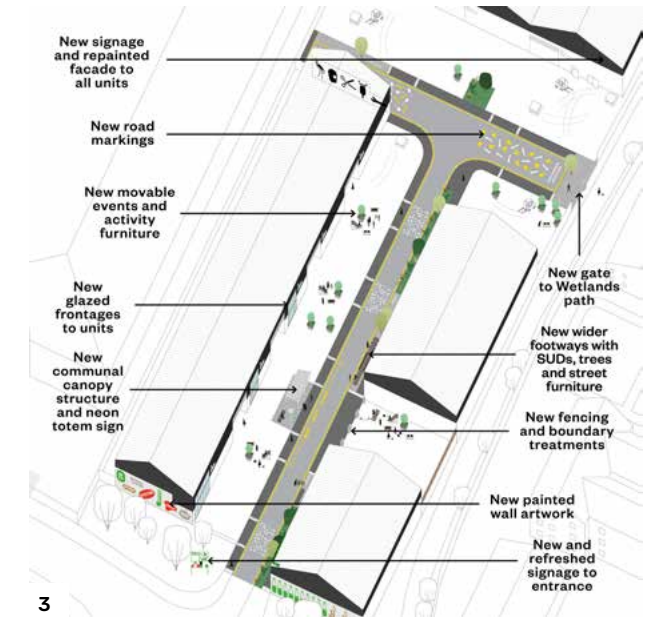 New signage
and repainted
facade to
all units
New road
markings
New movable
events and
activity
furniture
New
glazed
frontages
to units
New
communal
canopy
structure
and neon
totem sign
New gate
to Wetlands
path
New wider
footways with
SUDs, trees
and street
furniture
New fencing
and boundary
treatments
New painted
wall artwork
New and
refreshed
signage to
entrance
3